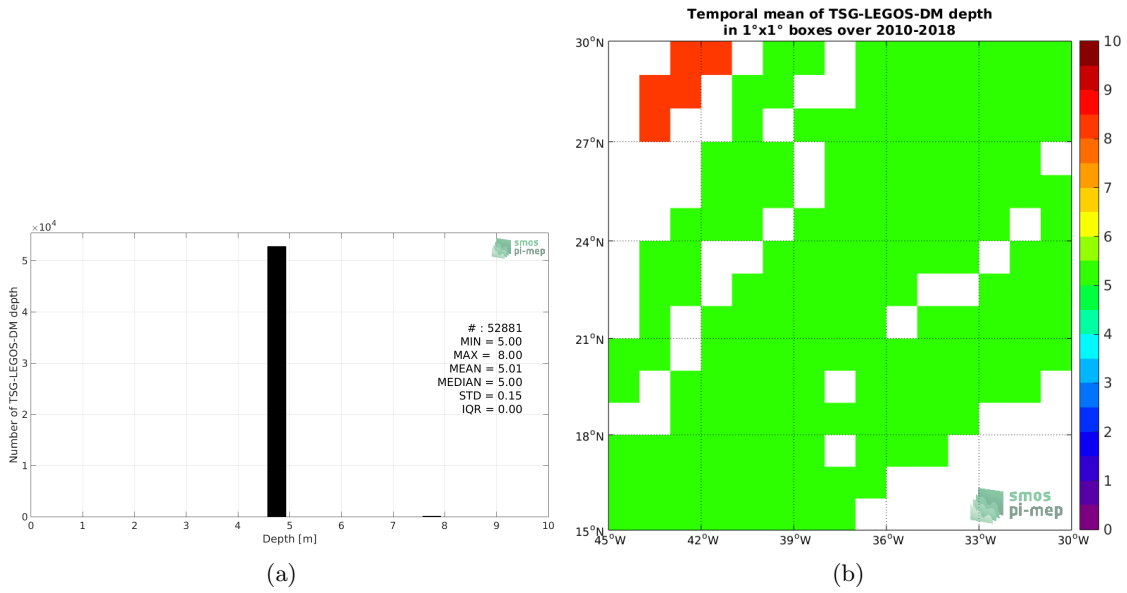 ×10⁴
5
4
3
2
1
0
Number of TSG-LEGOS-DM depth
0 1 2 3 4 5 6 7 8 9 10
Depth [m]
smos
pi-mep
# : 52881
MIN = 5.00
MAX = 8.00
MEAN = 5.01
MEDIAN = 5.00
STD = 0.15
IQR = 0.00
(a)
Temporal mean of TSG-LEGOS-DM depth
in 1°x1° boxes over 2010-2018
30°N
27°N
24°N
21°N
18°N
15°N
45°W 42°W 39°W 36°W 33°W 30°W
smos
pi-mep
10
9
8
7
6
5
4
3
2
1
0
(b)